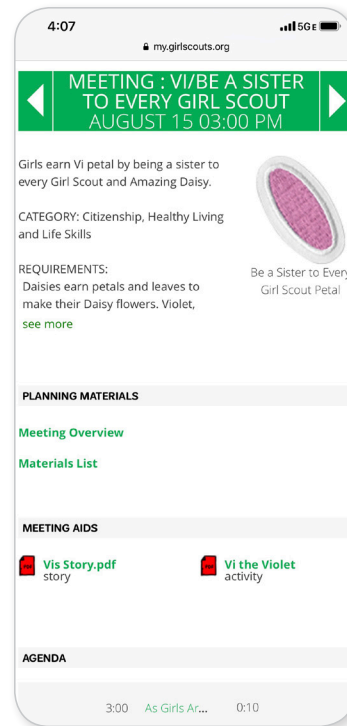 4:07
5G E
my.girlscouts.org
MEETING : VI/BE A SISTER
TO EVERY GIRL SCOUT
AUGUST 15 03:00 PM
Girls earn Vi petal by being a sister to
every Girl Scout and Amazing Daisy.
CATEGORY: Citizenship, Healthy Living
and Life Skills
REQUIREMENTS:
Daisies earn petals and leaves to
make their Daisy flowers. Violet,
see more
Be a Sister to Every
Girl Scout Petal
PLANNING MATERIALS
Meeting Overview
Materials List
MEETING AIDS
Vis Story.pdf
story
Vi the Violet
activity
AGENDA
3:00 As Girls Ar... 0:10